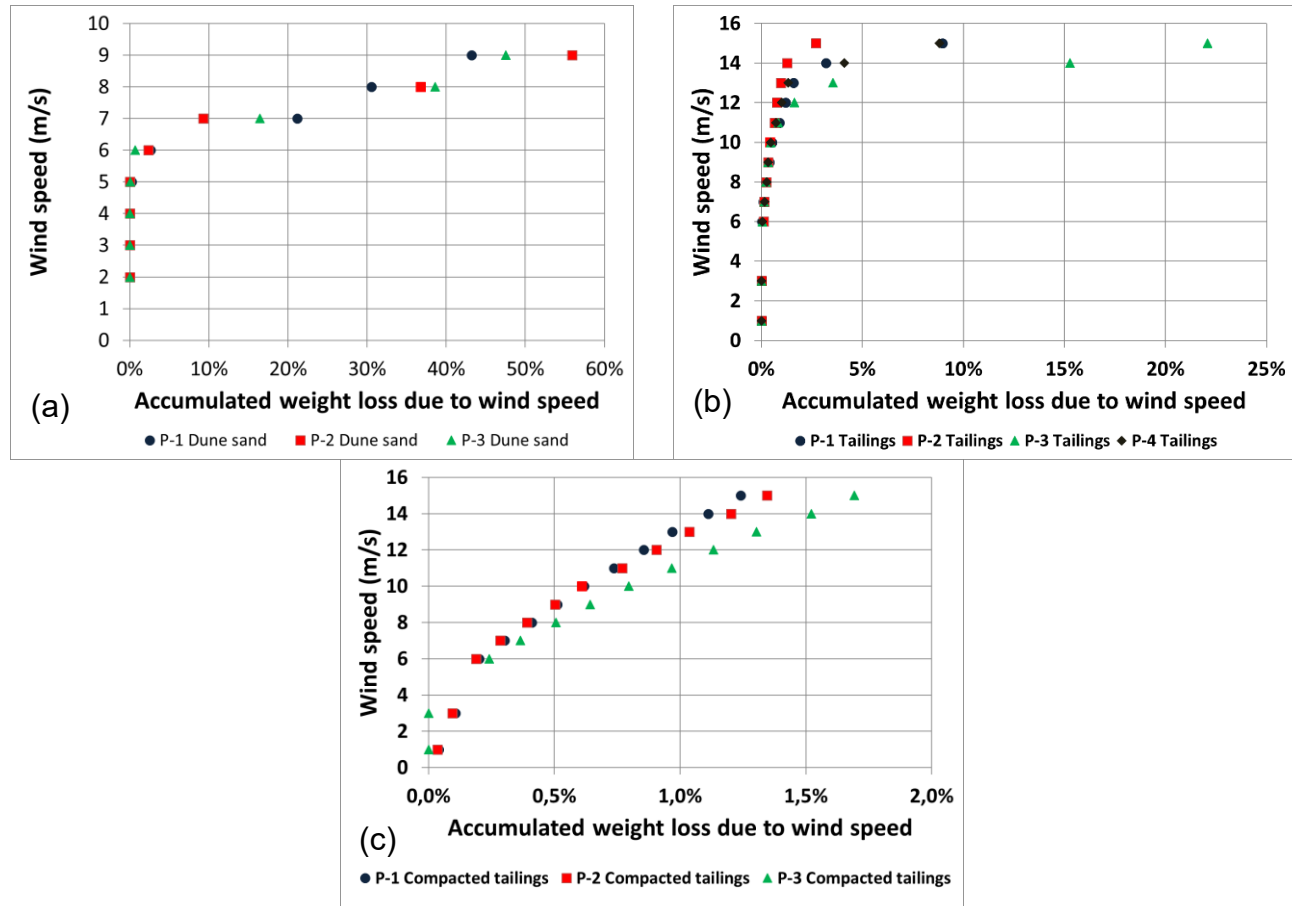 10
9
8
7
6
5
4
3
2
1
0
Wind speed (m/s)
0% 10% 20% 30% 40% 50% 60%
(a)
Accumulated weight loss due to wind speed
P-1 Dune sand P-2 Dune sand P-3 Dune sand
16
14
12
10
8
6
4
2
0
Wind speed (m/s)
0% 5% 10% 15% 20% 25%
(b)
Accumulated weight loss due to wind speed
P-1 Tailings P-2 Tailings P-3 Tailings P-4 Tailings
16
14
12
10
8
6
4
2
0
Wind speed (m/s)
0,0% 0,5% 1,0% 1,5% 2,0%
(c)
Accumulated weight loss due to wind speed
P-1 Compacted tailings P-2 Compacted tailings P-3 Compacted tailings